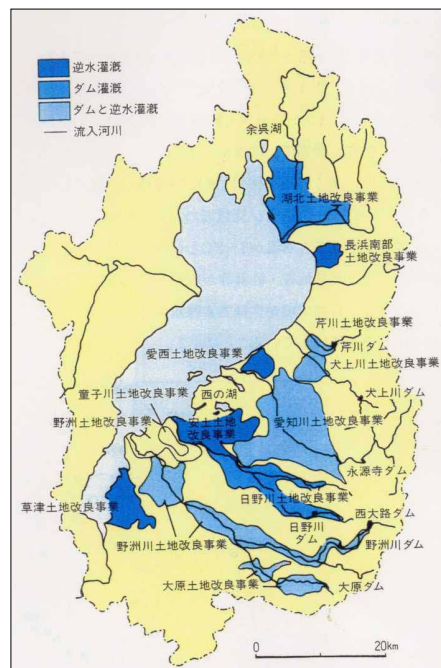 逆水灌漑
ダム灌漑
ダムと逆水灌漑
流入河川
余呉湖
湖北土地改良事業
長浜南部
土地改良事業
芹川土地改良事業
芹川ダム
愛西土地改良事業
犬上川土地改良事業
童子川土地改良事業
西の湖
犬上川ダム
野洲土地改良事業
安土土地
改良事業
愛知川土地改良事業
永源寺ダム
草津土地改良事業
日野川土地改良事業
西大路ダム
日野川
ダム
野洲川土地改良事業
野洲川ダム
大原土地改良事業
大原ダム
0
20km